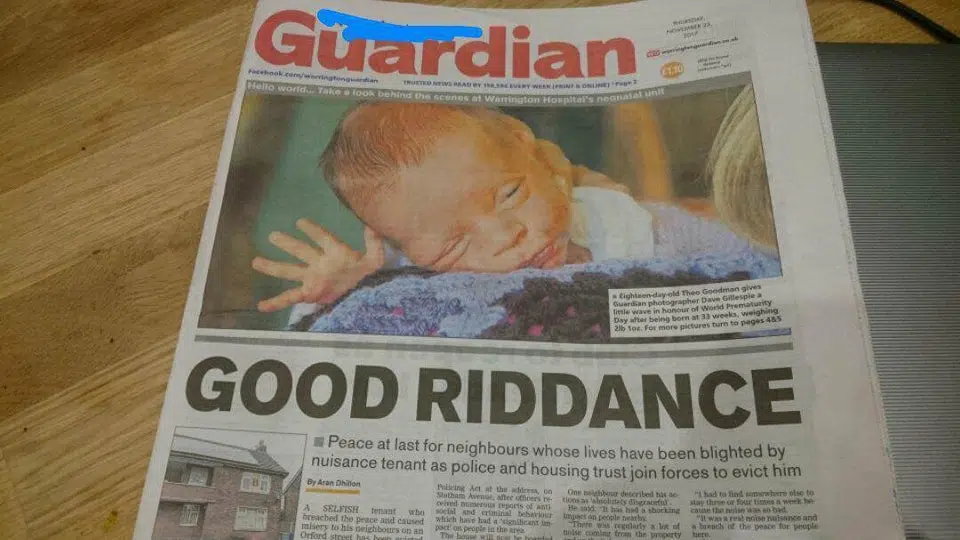 Guardian
THURSDAY,
NOVEMBER 23,
2017
warringtonguardian.co.uk
£1.10
Facebook.com/warringtonguardian
TRUSTED NEWS READ BY EVERY WEEK (PRINT & ONLINE) *Page 2
Hello world... Take a look behind the scenes at Warrington Hospital's neonatal unit
■ Eighteen-day-old Theo Goodman gives
Guardian photographer Dave Gillespie a
little wave in honour of World Prematurity
Day after being born at 33 weeks, weighing
2lb 1oz. For more pictures turn to pages 4&5
GOOD RIDDANCE
■ Peace at last for neighbours whose lives have been blighted by
nuisance tenant as police and housing trust join forces to evict him
By Aran Dhillon
A SELFISH tenant who
breached the peace and caused
misery to his neighbours on an
Orford street has been
Policing Act at the address, on
Statham Avenue, after officers re-
ceived numerous reports of anti
social and criminal behaviour
which have had a 'significant im-
pact' on people in the area.
The house will now be boarded
One neighbour described his ac-
tions as 'absolutely disgraceful'.
He said: "It has had a shocking
impact on people nearby.
"There was regularly a lot of
noise coming from the property
"I had to find somewhere else to
stay three or four times a week be-
cause the noise was so bad.
"It was a real noise nuisance and
a breach of the peace for people
here.